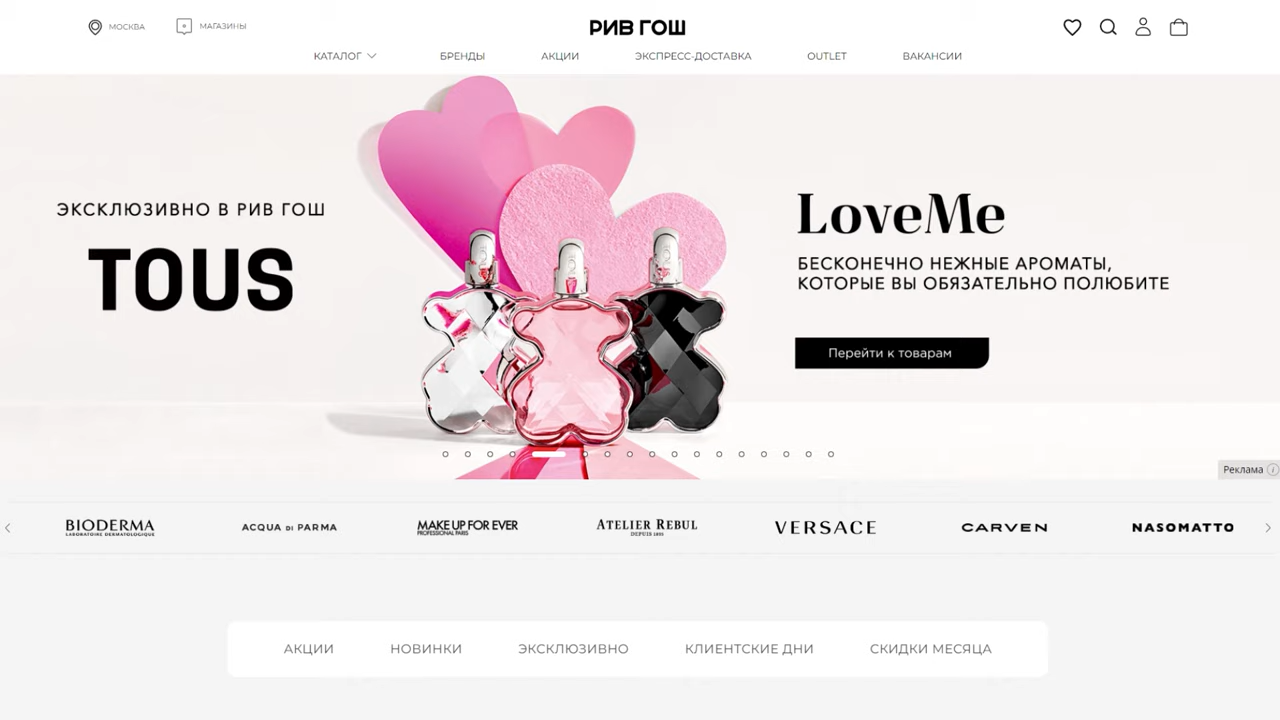 МОСКВА
МАГАЗИНЫ
РИВ ГОШ
КАТАЛОГ
БРЕНДЫ
АКЦИИ
ЭКСПРЕСС-ДОСТАВКА
OUTLET
ВАКАНСИИ
ЭКСКЛЮЗИВНО В РИВ ГОШ
TOUS
LoveMe
БЕСКОНЕЧНО НЕЖНЫЕ АРОМАТЫ,
КОТОРЫЕ ВЫ ОБЯЗАТЕЛЬНО ПОЛЮБИТЕ
Перейти к товарам
Реклама
BIODERMA
LABORATOIRE DERMATOLOGIQUE
ACQUA DI PARMA
MAKE UP FOR EVER
PROFESSIONAL PARIS
ATELIER REBUL
DEPUIS 1895
VERSACE
CARVEN
NASOMATTO
АКЦИИ
НОВИНКИ
ЭКСКЛЮЗИВНО
КЛИЕНТСКИЕ ДНИ
СКИДКИ МЕСЯЦА